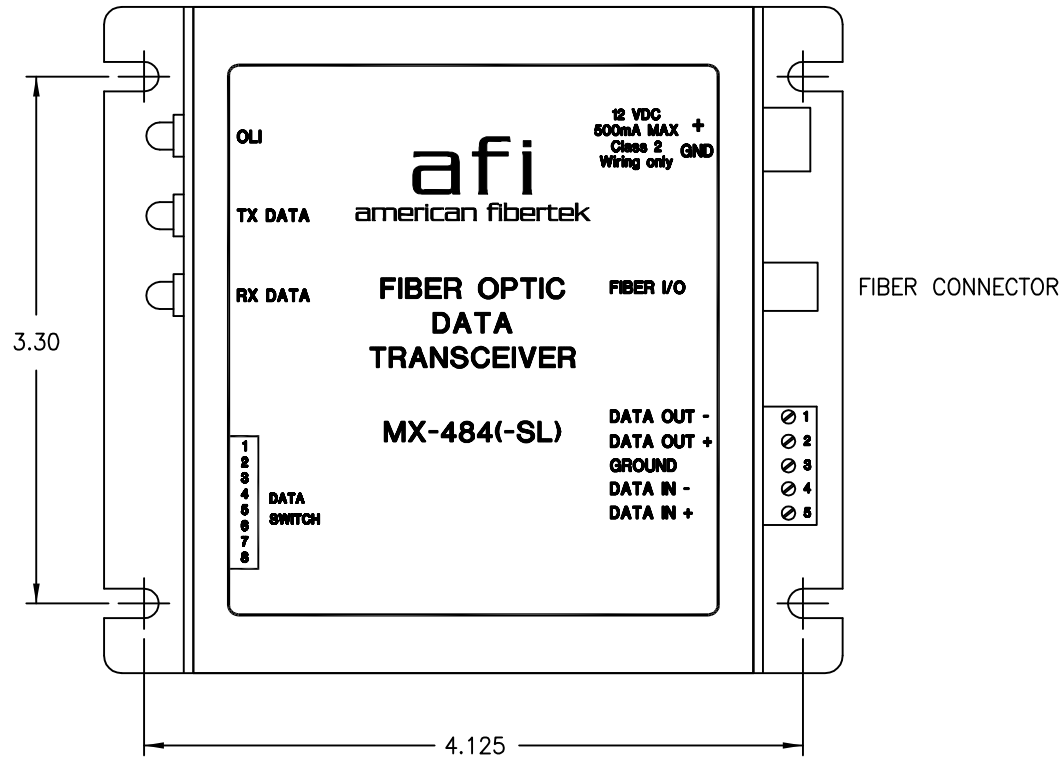 OLI
TX DATA
RX DATA
afi
american fibertek
12 VDC
500mA MAX +
Class 2 GND
Wiring only
FIBER OPTIC
DATA
TRANSCEIVER
MX-484(-SL)
FIBER I/O
FIBER CONNECTOR
3.30
DATA OUT - 1
DATA OUT + 2
GROUND 3
DATA IN - 4
DATA IN + 5
1
2
3
4
5
6
7
8
DATA
SWITCH
4.125